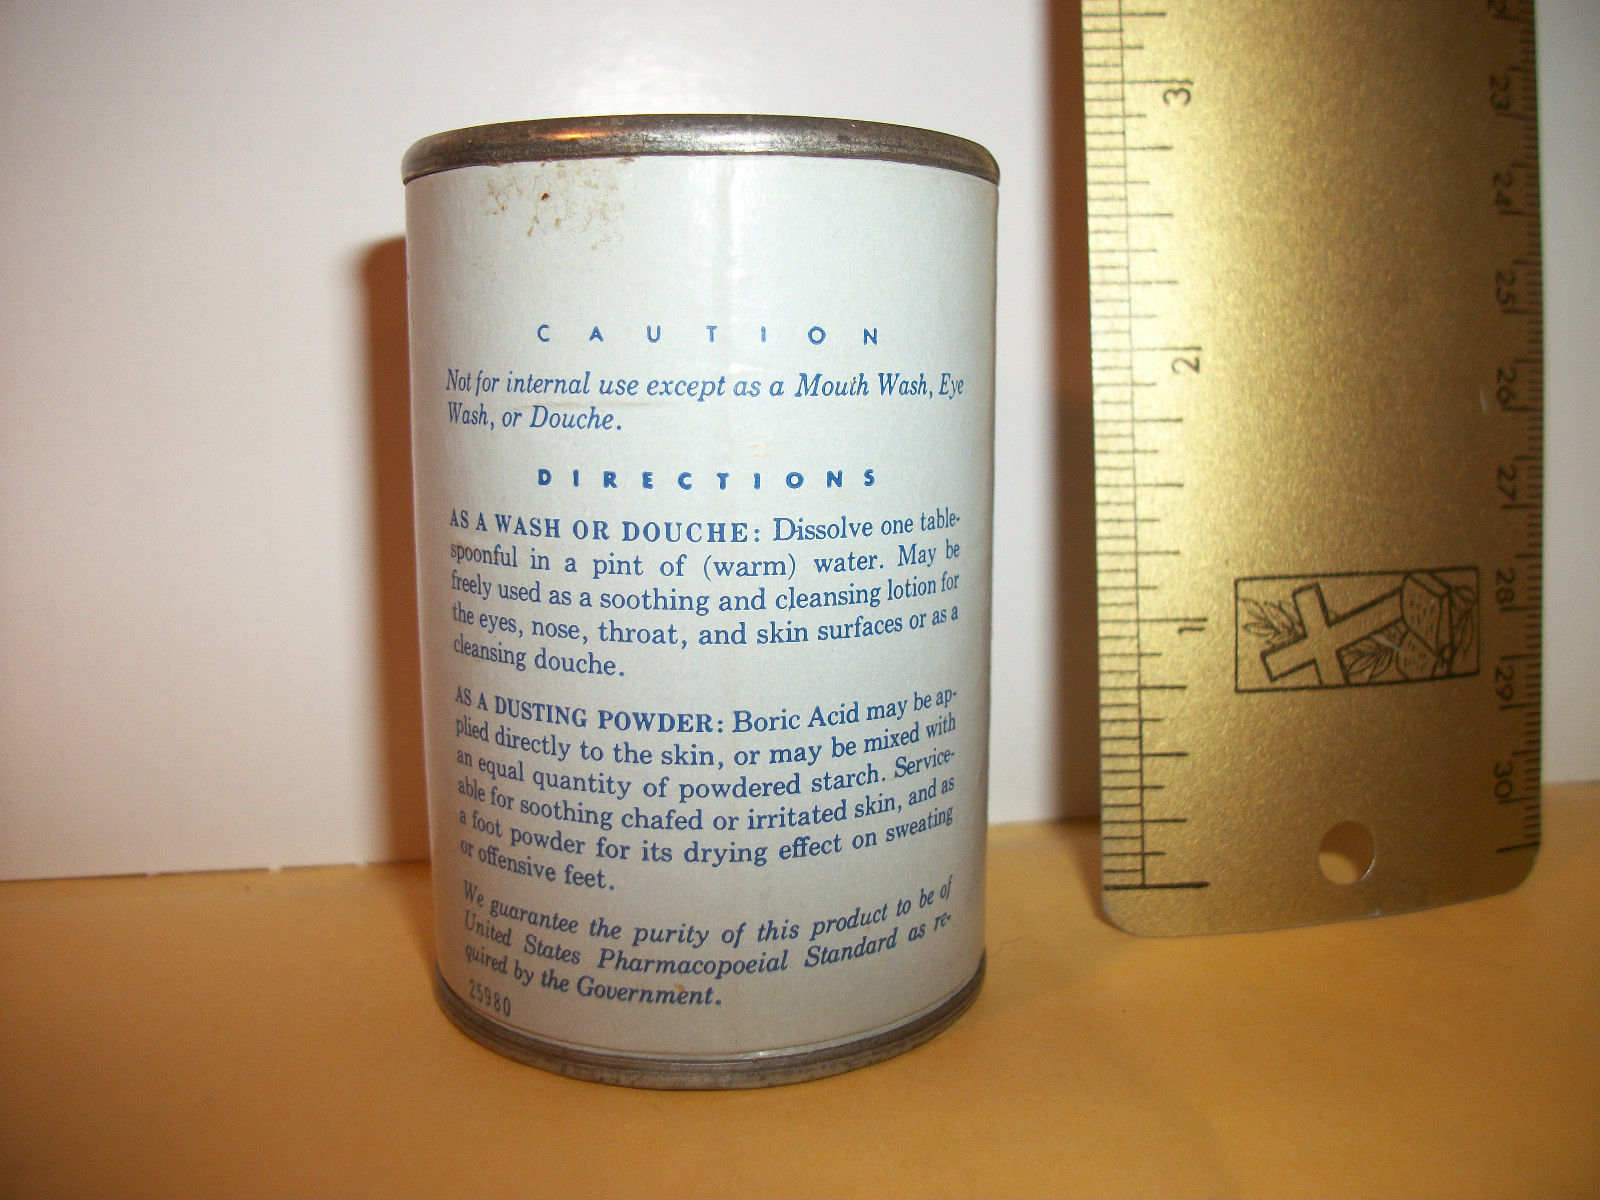 C A U T I O N
Not for internal use except as a Mouth Wash, Eye
Wash, or Douche.
D I R E C T I O N S
AS A WASH OR DOUCHE: Dissolve one table-
spoonful in a pint of (warm) water. May be
freely used as a soothing and cleansing lotion for
the eyes, nose, throat, and skin surfaces or as a
cleansing douche.
AS A DUSTING POWDER: Boric Acid may be ap-
plied directly to the skin, or may be mixed with
an equal quantity of powdered starch. Service-
able for soothing chafed or irritated skin, and as
a foot powder for its drying effect on sweating
or offensive feet.
We guarantee the purity of this product to be of
United States Pharmacopoeial Standard as re-
quired by the Government.
25980
3
2
1
23
24
25
26
27
28
29
30